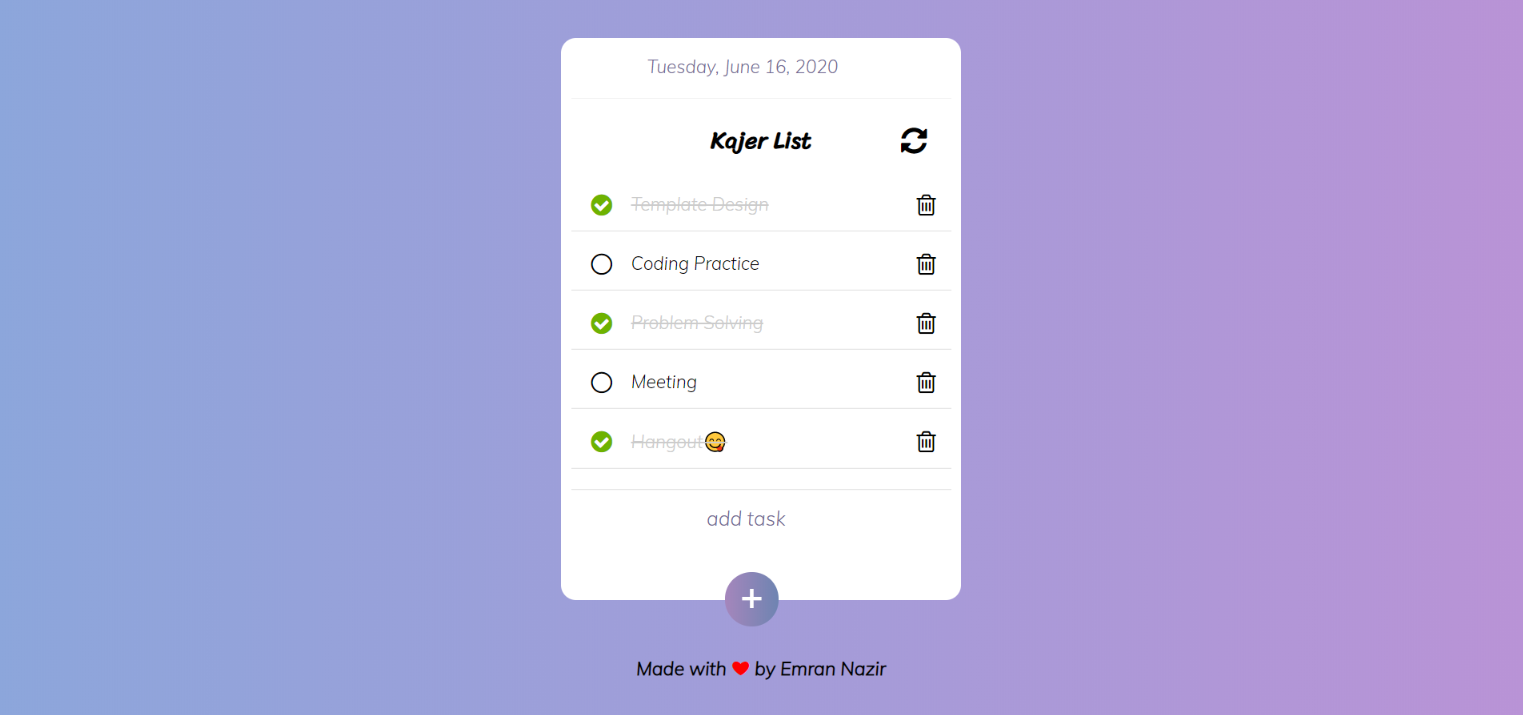 Tuesday, June 16, 2020
Kajer List
Template Design
Coding Practice
Problem Solving
Meeting
Hangout😋
add task
+
Made with ❤ by Emran Nazir